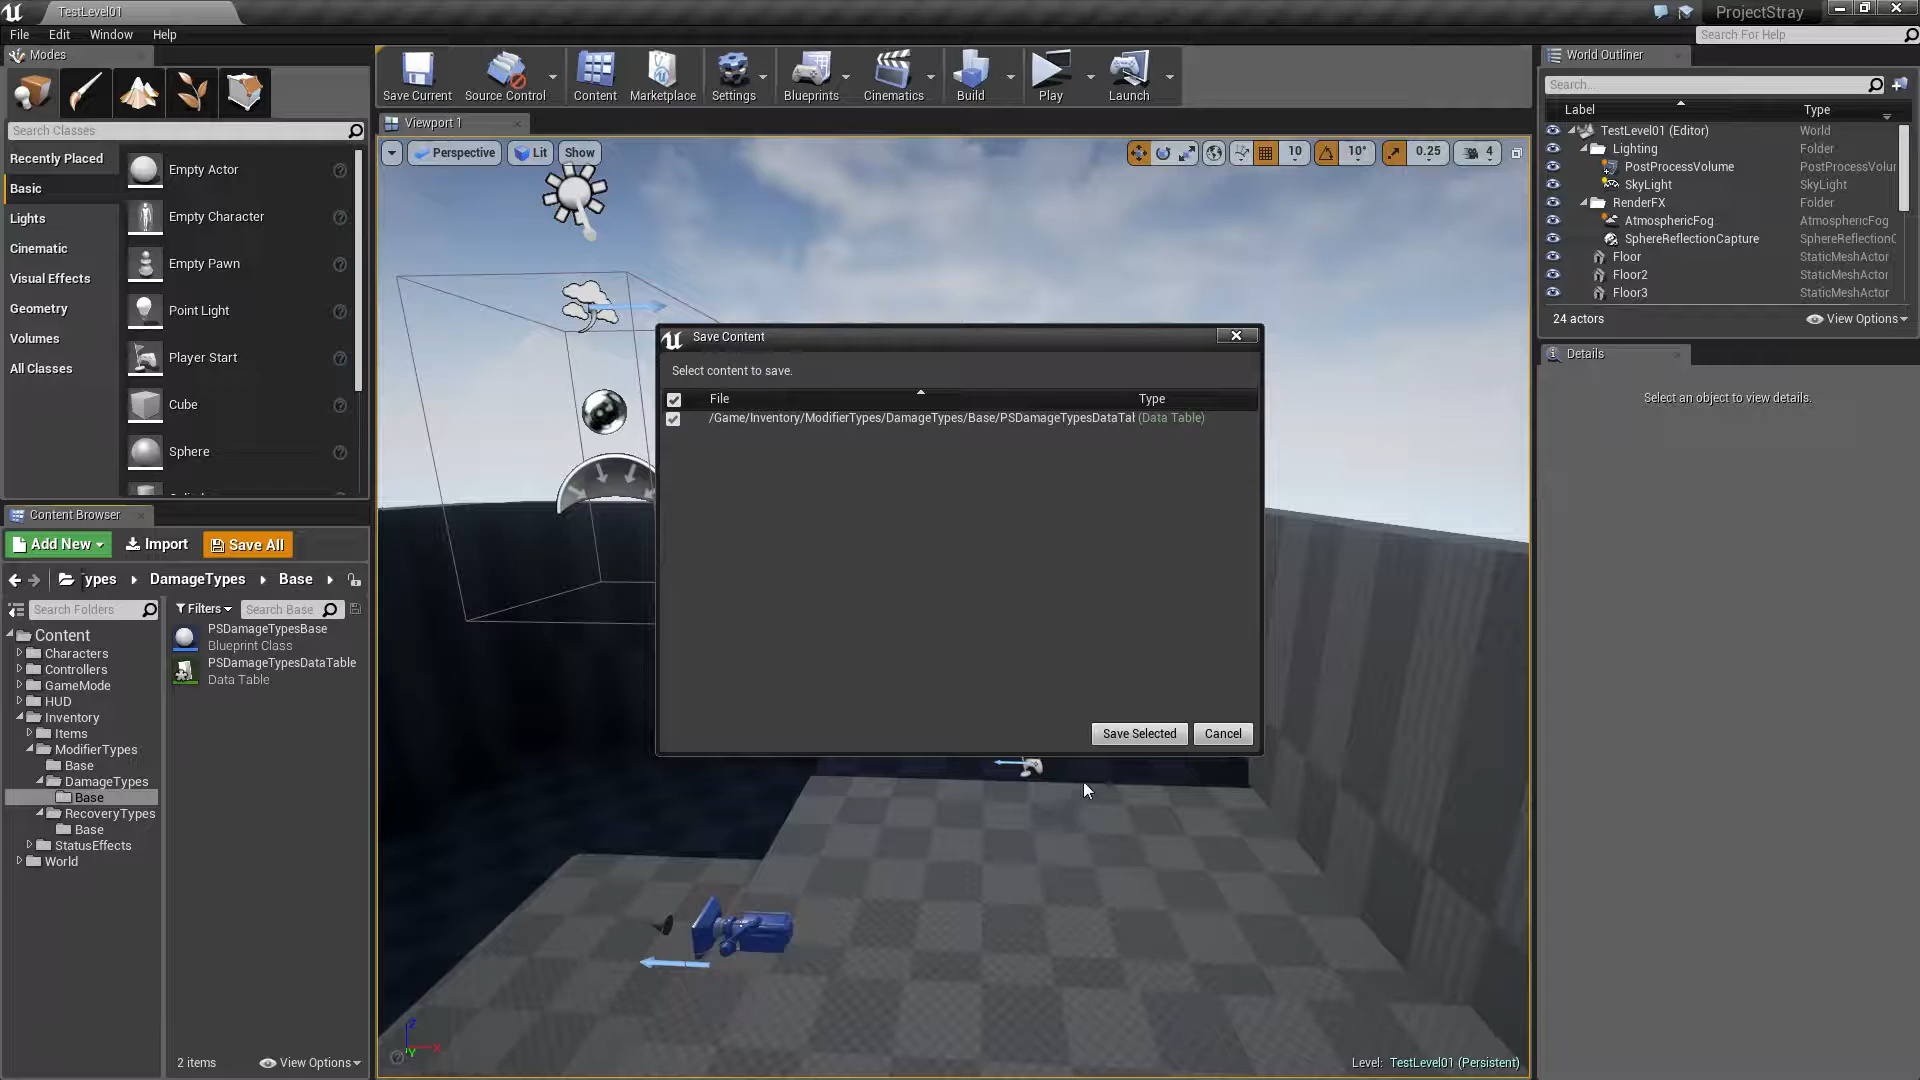 TestLevel01
ProjectStray
File Edit Window Help
Search For Help
Modes
Search Classes
Recently Placed
Basic
Lights
Cinematic
Visual Effects
Geometry
Volumes
All Classes
Empty Actor
Empty Character
Empty Pawn
Point Light
Player Start
Cube
Sphere
Save Current Source Control Content Marketplace Settings Blueprints Cinematics Build Play Launch
Viewport 1
Perspective Lit Show
10 10° 0.25 4
Save Content
Select content to save.
File Type
/Game/Inventory/ModifierTypes/DamageTypes/Base/PSDamageTypesDataTal (Data Table)
Save Selected Cancel
Z
X
Y
Level: TestLevel01 (Persistent)
World Outliner
Search...
Label Type
TestLevel01 (Editor) World
Lighting Folder
PostProcessVolume PostProcessVolur
SkyLight SkyLight
RenderFX Folder
AtmosphericFog AtmosphericFog
SphereReflectionCapture SphereReflectionC
Floor StaticMeshActor
Floor2 StaticMeshActor
Floor3 StaticMeshActor
24 actors View Options
Details
Select an object to view details.
Content Browser
Add New Import Save All
ypes DamageTypes Base
Search Folders
Filters Search Base
Content
Characters
Controllers
GameMode
HUD
Inventory
Items
ModifierTypes
Base
DamageTypes
Base
RecoveryTypes
Base
StatusEffects
World
PSDamageTypesBase
Blueprint Class
PSDamageTypesDataTable
Data Table
2 items View Options